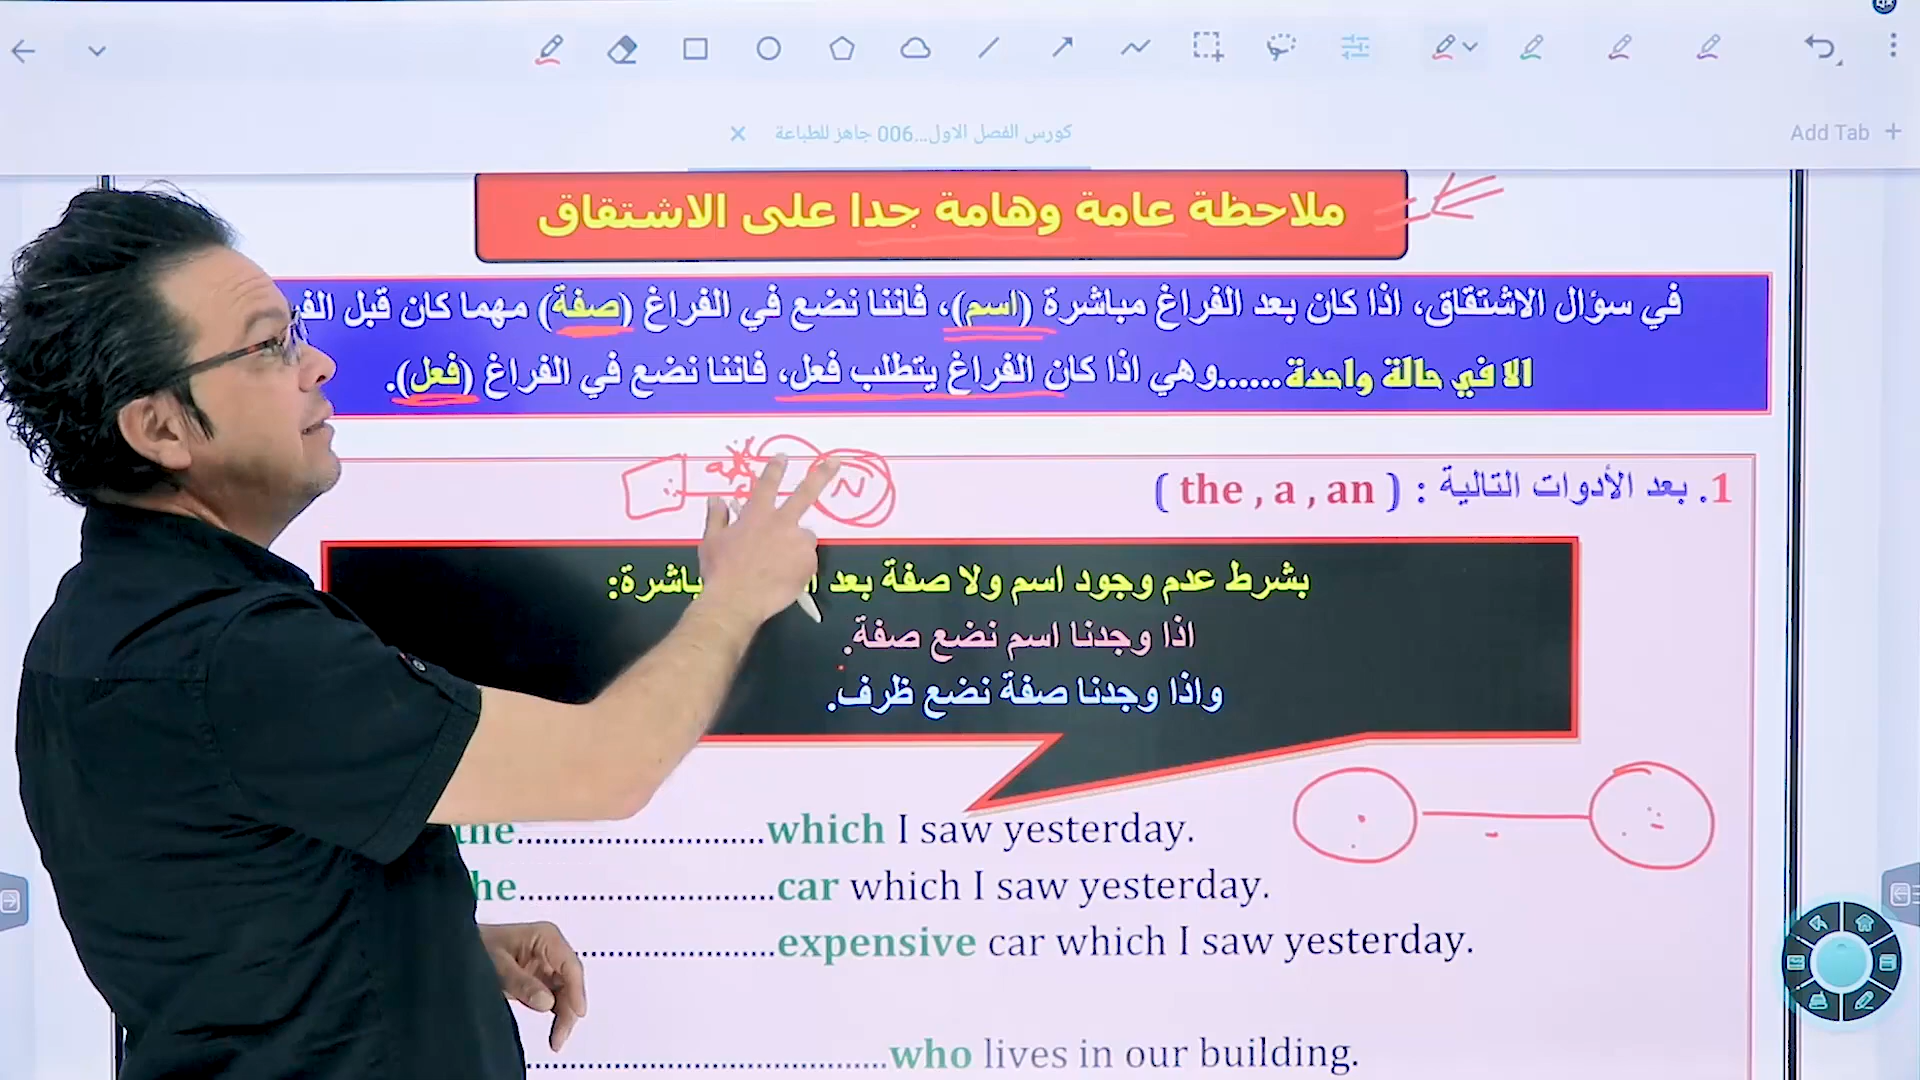 كورس الفصل الاول...006 جاهز للطباعة
Add Tab
ملاحظة عامة وهامة جدا على الاشتقاق
في سؤال الاشتقاق، اذا كان بعد الفراغ مباشرة (اسم)، فاننا نضع في الفراغ (صفة) مهما كان قبل
الا في حالة واحدة......وهي اذا كان الفراغ يتطلب فعل، فاننا نضع في الفراغ (فعل).
adj N
1. بعد الأدوات التالية : ( the , a , an )
بشرط عدم وجود اسم ولا صفة بعد
اذا وجدنا اسم نضع صفة.
واذا وجدنا صفة نضع ظرف.
the.........................which I saw yesterday.
he..........................car which I saw yesterday.
....................expensive car which I saw yesterday.
....................................who lives in our building.